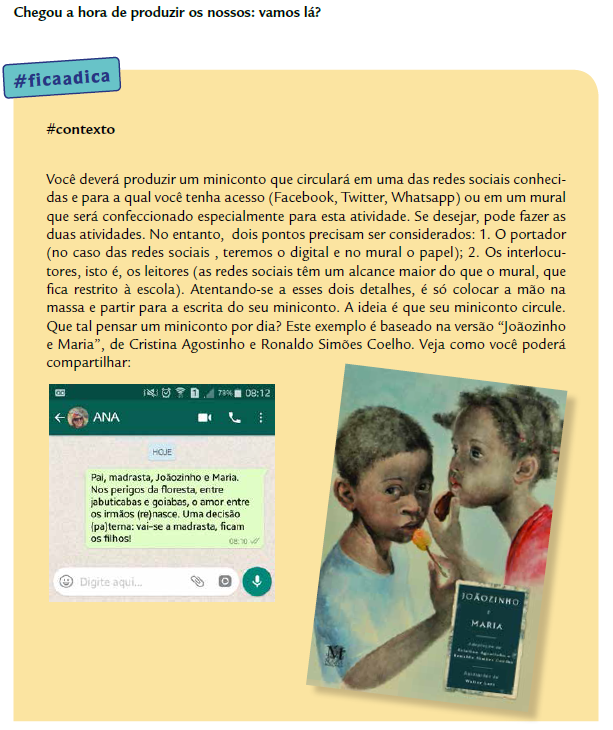 Chegou a hora de produzir os nossos: vamos lá?
#ficaadica
#contexto
Você deverá produzir um miniconto que circulará em uma das redes sociais conheci-
das e para a qual você tenha acesso (Facebook, Twitter, Whatsapp) ou em um mural
que será confeccionado especialmente para esta atividade. Se desejar, pode fazer as
duas atividades. No entanto, dois pontos precisam ser considerados: 1. O portador
(no caso das redes sociais , teremos o digital e no mural o papel); 2. Os interlocu-
tores, isto é, os leitores (as redes sociais têm um alcance maior do que o mural, que
fica restrito à escola). Atentando-se a esses dois detalhes, é só colocar a mão na
massa e partir para a escrita do seu miniconto. A ideia é que seu miniconto circule.
Que tal pensar um miniconto por dia? Este exemplo é baseado na versão “Joãozinho
e Maria”, de Cristina Agostinho e Ronaldo Simões Coelho. Veja como você poderá
compartilhar:
73% 08:12
ANA
HOJE
Pai, madrasta, Joãozinho e Maria.
Nos perigos da floresta, entre
jabuticabas e goiabas, o amor entre
os irmãos (re)nasce. Uma decisão
(pa)terna: vai-se a madrasta, ficam
os filhos!
08:10
Digite aqui...
JOÃOZINHO
E
MARIA